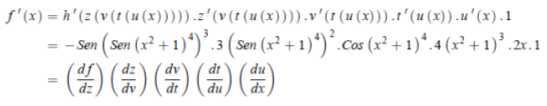 f'(x) = h'(z(v(t(u(x))))).z'(v(t(u(x)))).v'(t(u(x))).t'(u(x)).u'(x).1
= −Sen (Sen (x² + 1)⁴)³.3 (Sen (x² + 1)⁴)².Cos (x² + 1)⁴.4 (x² + 1)³.2x.1
= (df/dz) (dz/dv) (dv/dt) (dt/du) (du/dx)